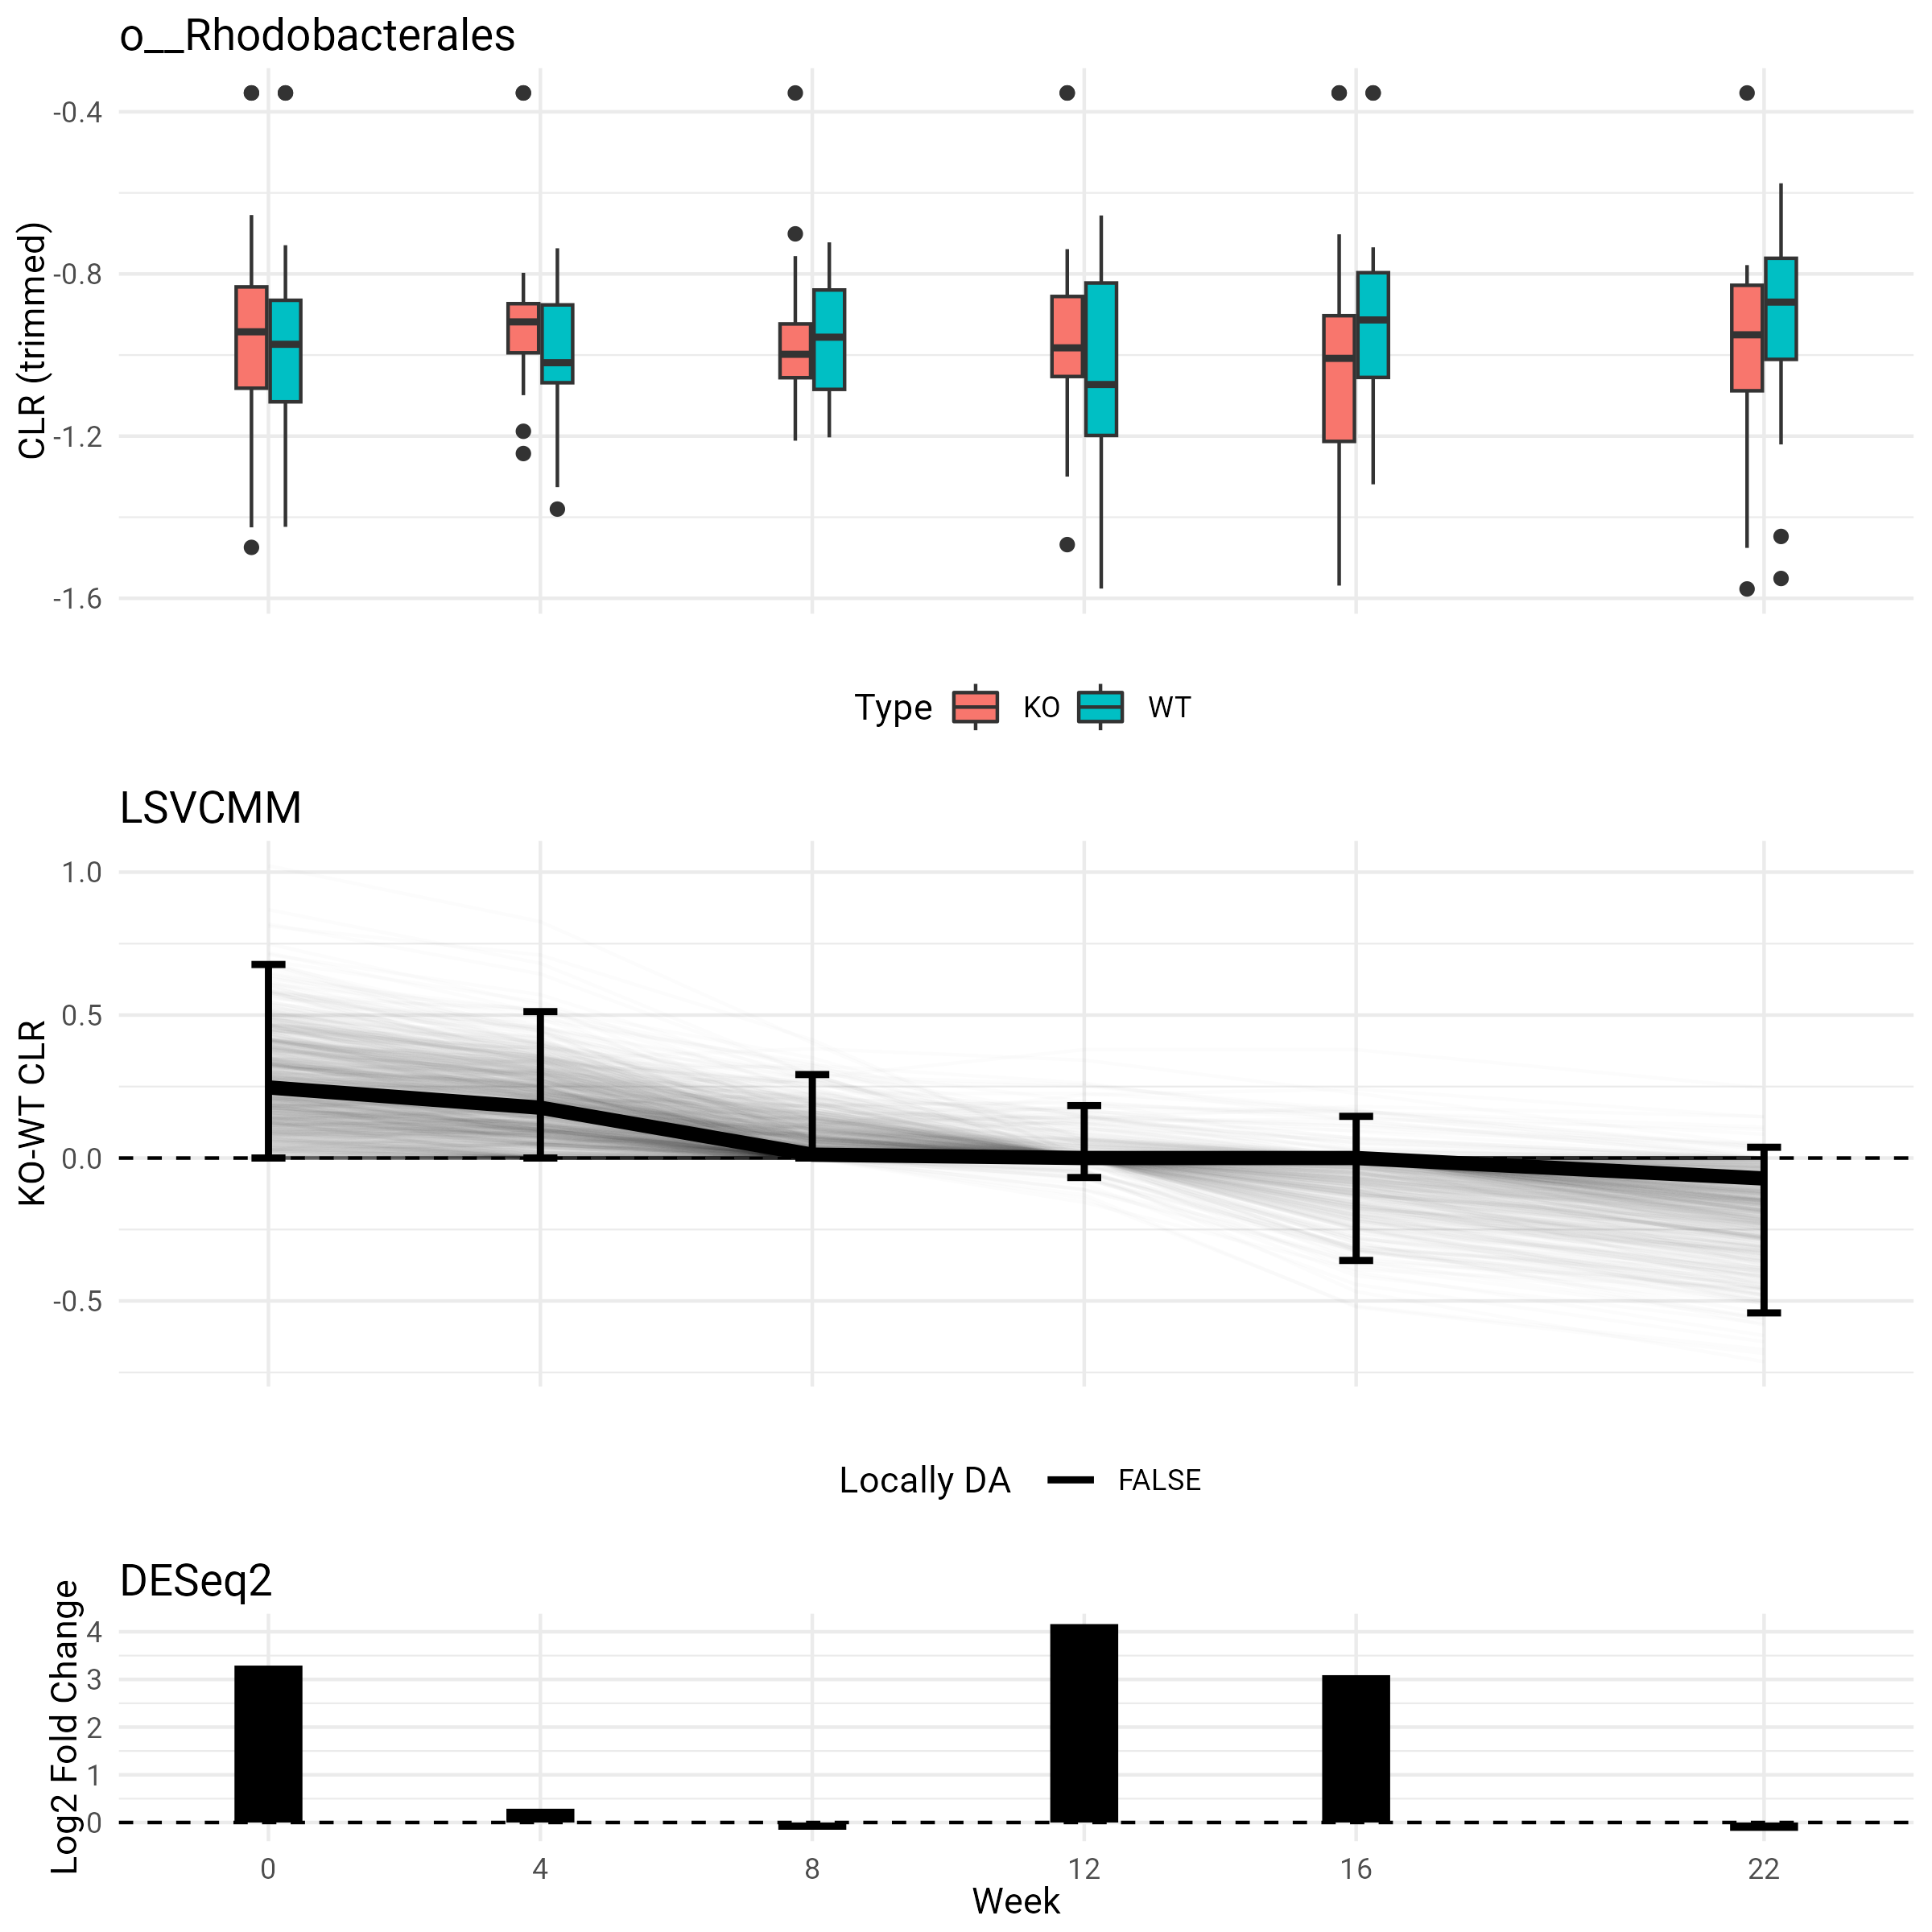 o__Rhodobacterales
CLR (trimmed)
-0.4
-0.8
-1.2
-1.6
Type KO WT
LSVCMM
KO-WT CLR
1.0
0.5
0.0
-0.5
Locally DA FALSE
DESeq2
Log2 Fold Change
4
3
2
1
0
0 4 8 12 16 22
Week